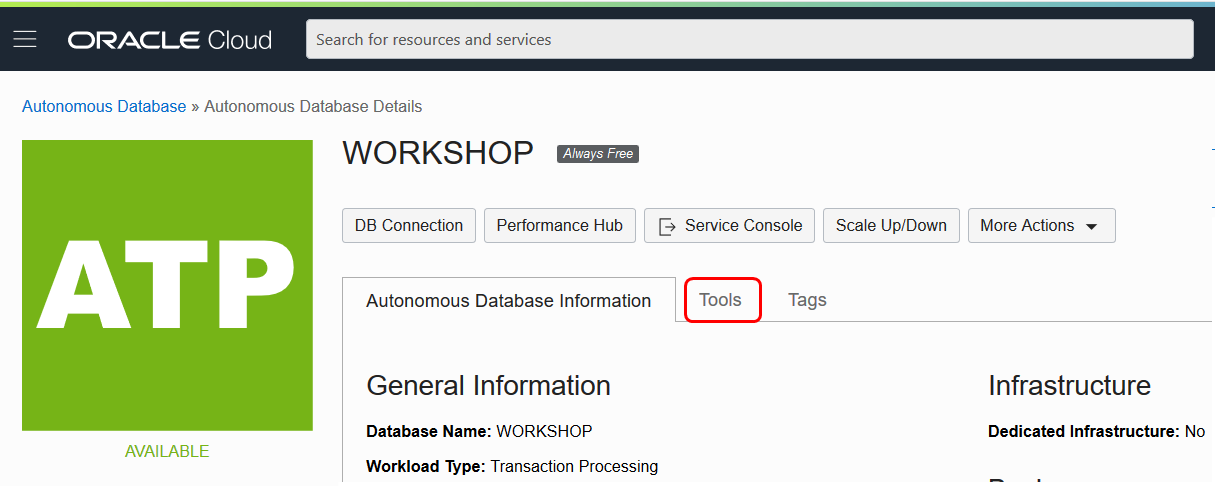 ORACLE Cloud
Search for resources and services
Autonomous Database » Autonomous Database Details
ATP
AVAILABLE
WORKSHOP Always Free
DB Connection Performance Hub Service Console Scale Up/Down More Actions
Autonomous Database Information Tools Tags
General Information
Database Name: WORKSHOP
Workload Type: Transaction Processing
Infrastructure
Dedicated Infrastructure: No